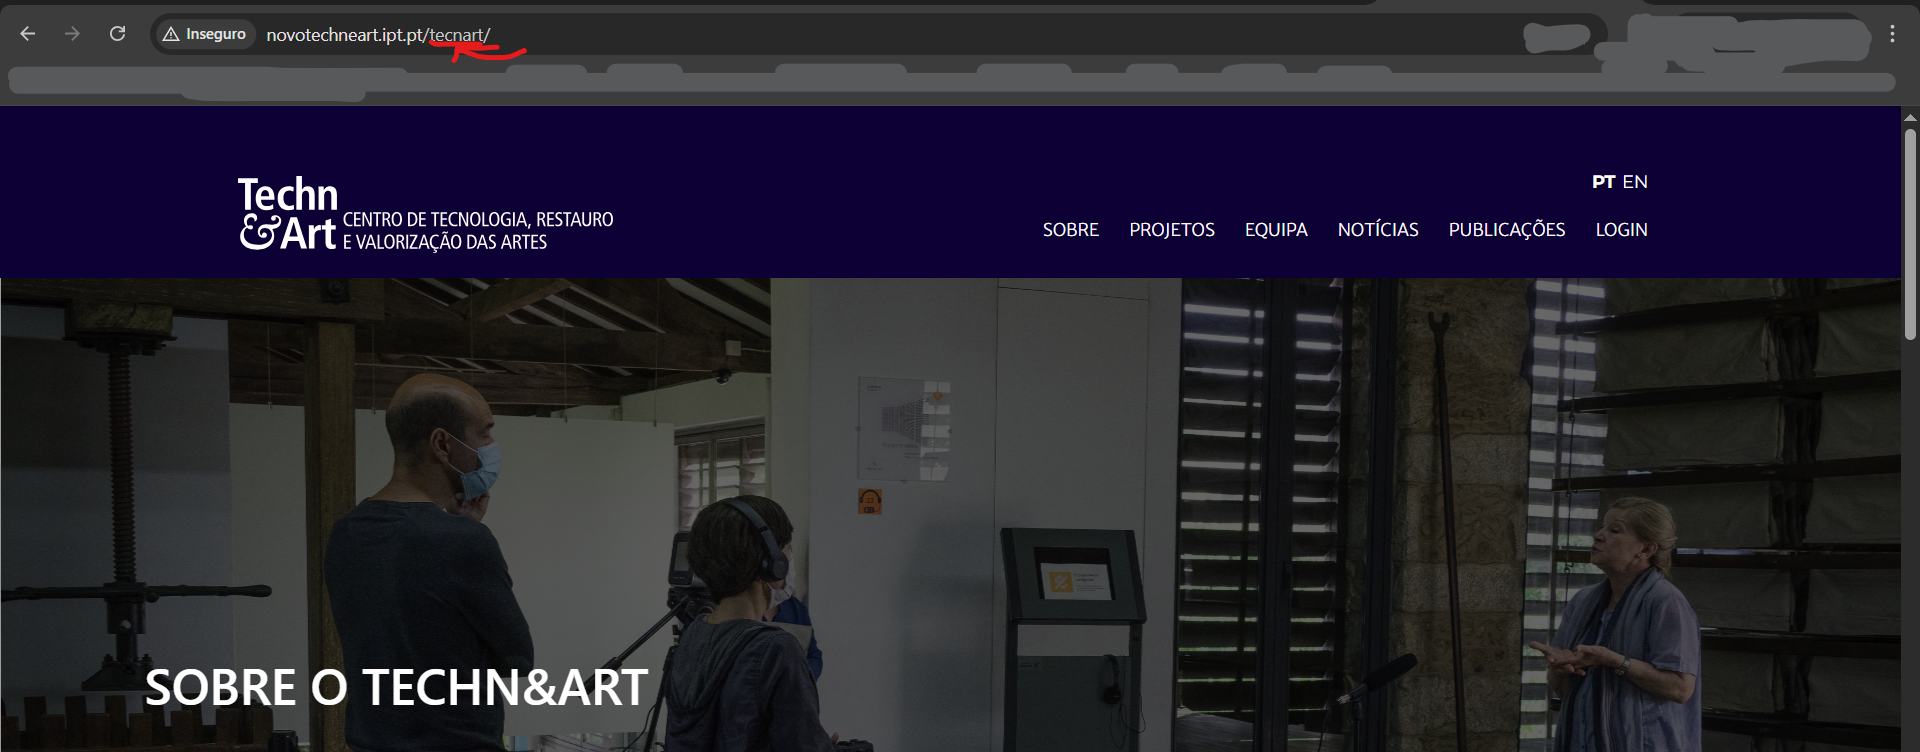 Inseguro novotechneart.ipt.pt/tecnart/
PT EN
Techn
&Art CENTRO DE TECNOLOGIA, RESTAURO
E VALORIZAÇÃO DAS ARTES
SOBRE PROJETOS EQUIPA NOTÍCIAS PUBLICAÇÕES LOGIN
SOBRE O TECHN&ART